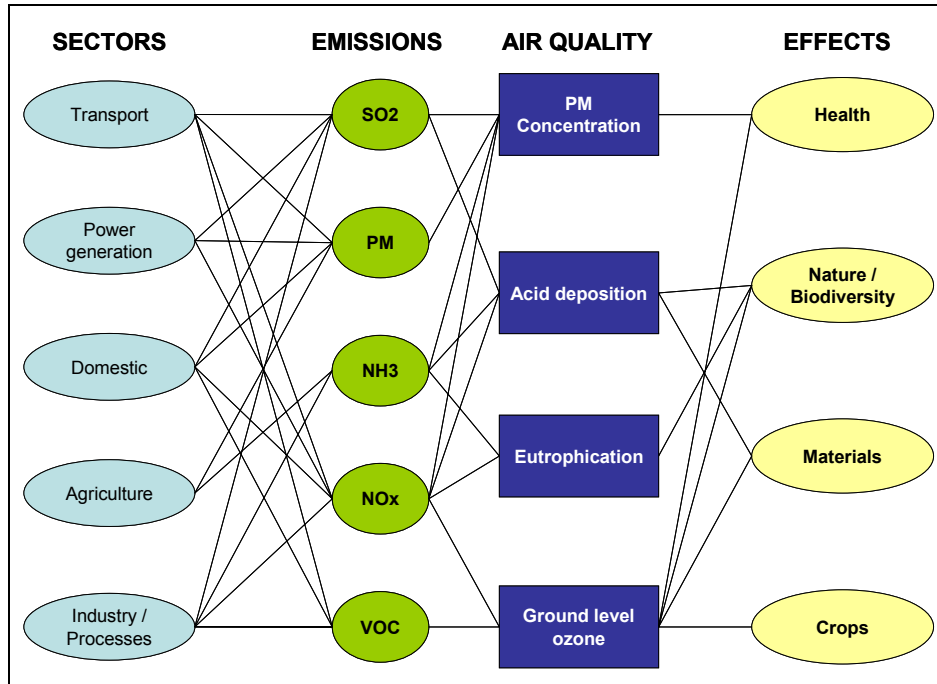 SECTORS
EMISSIONS
AIR QUALITY
EFFECTS
Transport
SO2
PM
Concentration
Health
Power
generation
PM
Acid deposition
Nature /
Biodiversity
Domestic
NH3
Eutrophication
Materials
Agriculture
NOx
Industry /
Processes
VOC
Ground level
ozone
Crops